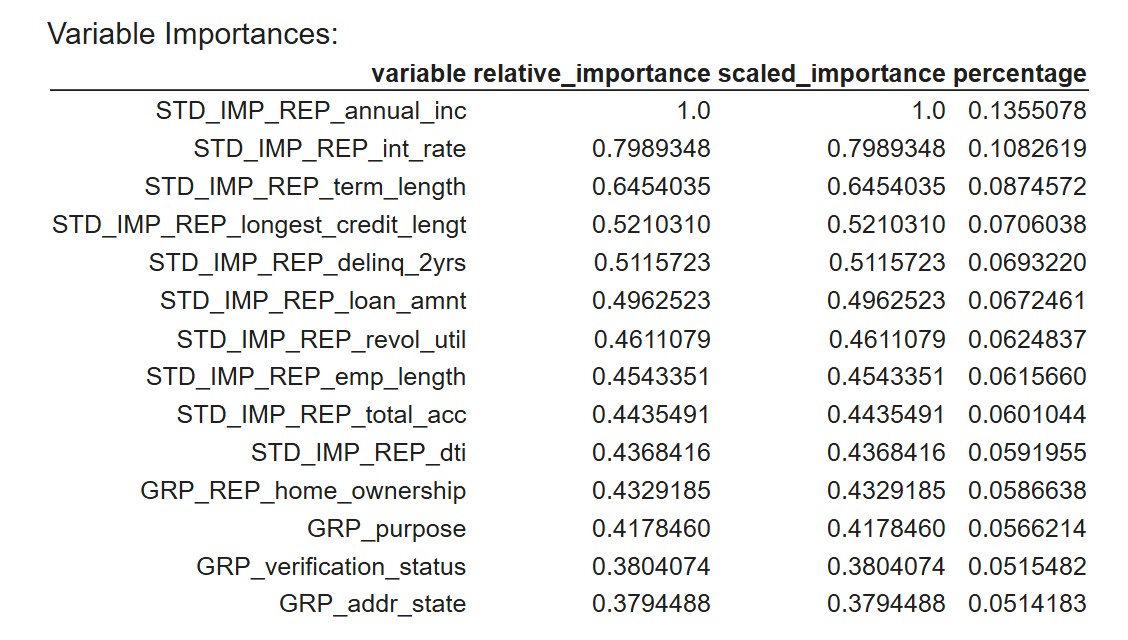 Variable Importances:
variable relative_importance scaled_importance percentage
STD_IMP_REP_annual_inc 1.0 1.0 0.1355078
STD_IMP_REP_int_rate 0.7989348 0.7989348 0.1082619
STD_IMP_REP_term_length 0.6454035 0.6454035 0.0874572
STD_IMP_REP_longest_credit_lengt 0.5210310 0.5210310 0.0706038
STD_IMP_REP_delinq_2yrs 0.5115723 0.5115723 0.0693220
STD_IMP_REP_loan_amnt 0.4962523 0.4962523 0.0672461
STD_IMP_REP_revol_util 0.4611079 0.4611079 0.0624837
STD_IMP_REP_emp_length 0.4543351 0.4543351 0.0615660
STD_IMP_REP_total_acc 0.4435491 0.4435491 0.0601044
STD_IMP_REP_dti 0.4368416 0.4368416 0.0591955
GRP_REP_home_ownership 0.4329185 0.4329185 0.0586638
GRP_purpose 0.4178460 0.4178460 0.0566214
GRP_verification_status 0.3804074 0.3804074 0.0515482
GRP_addr_state 0.3794488 0.3794488 0.0514183